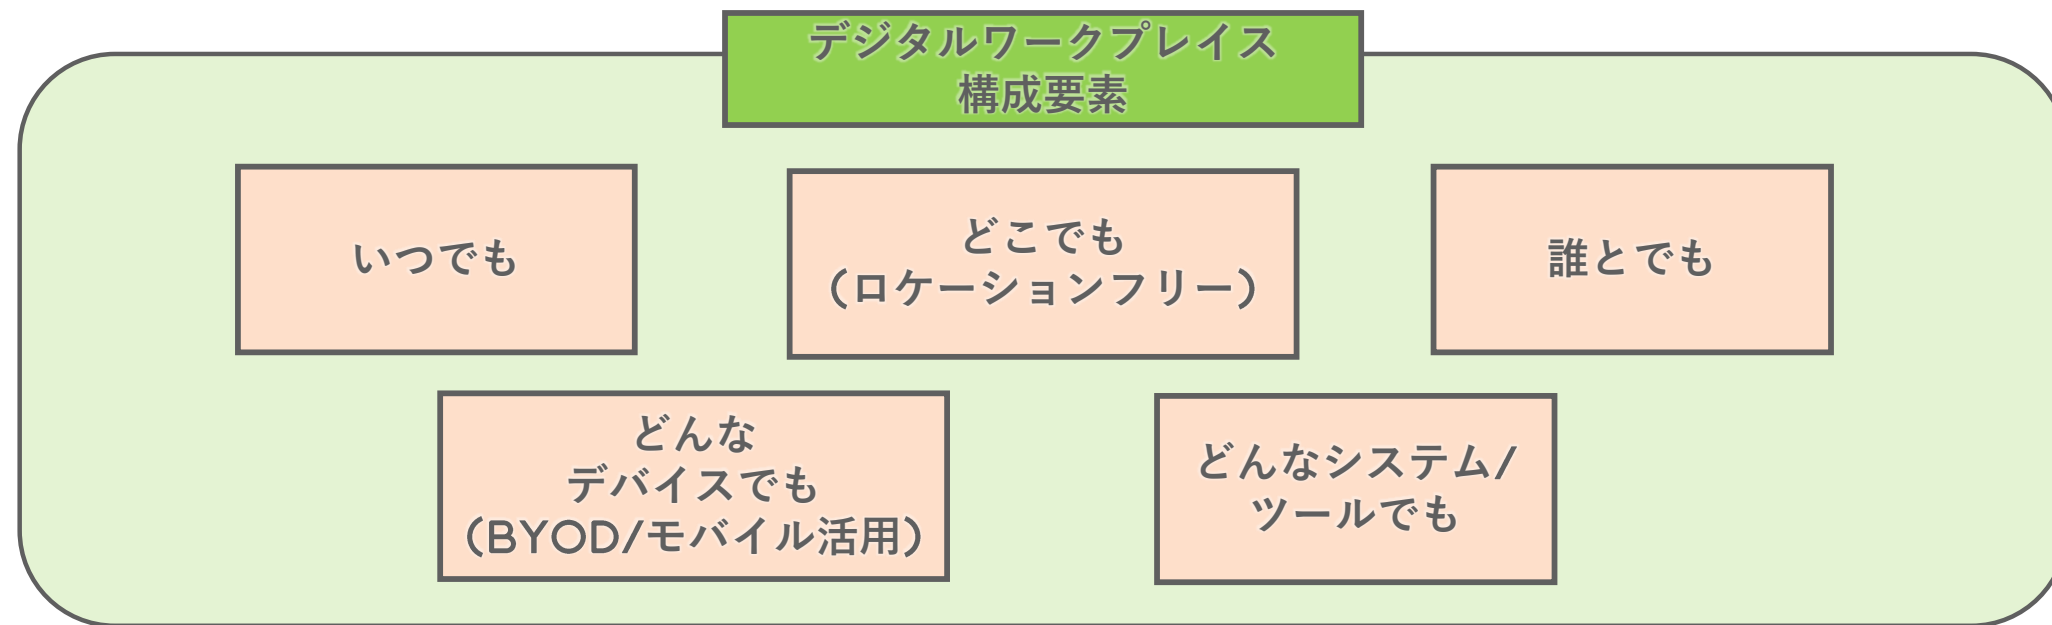 デジタルワークプレイス
構成要素
いつでも
どこでも
（ロケーションフリー）
誰とでも
どんな
デバイスでも
（BYOD/モバイル活用）
どんなシステム/
ツールでも